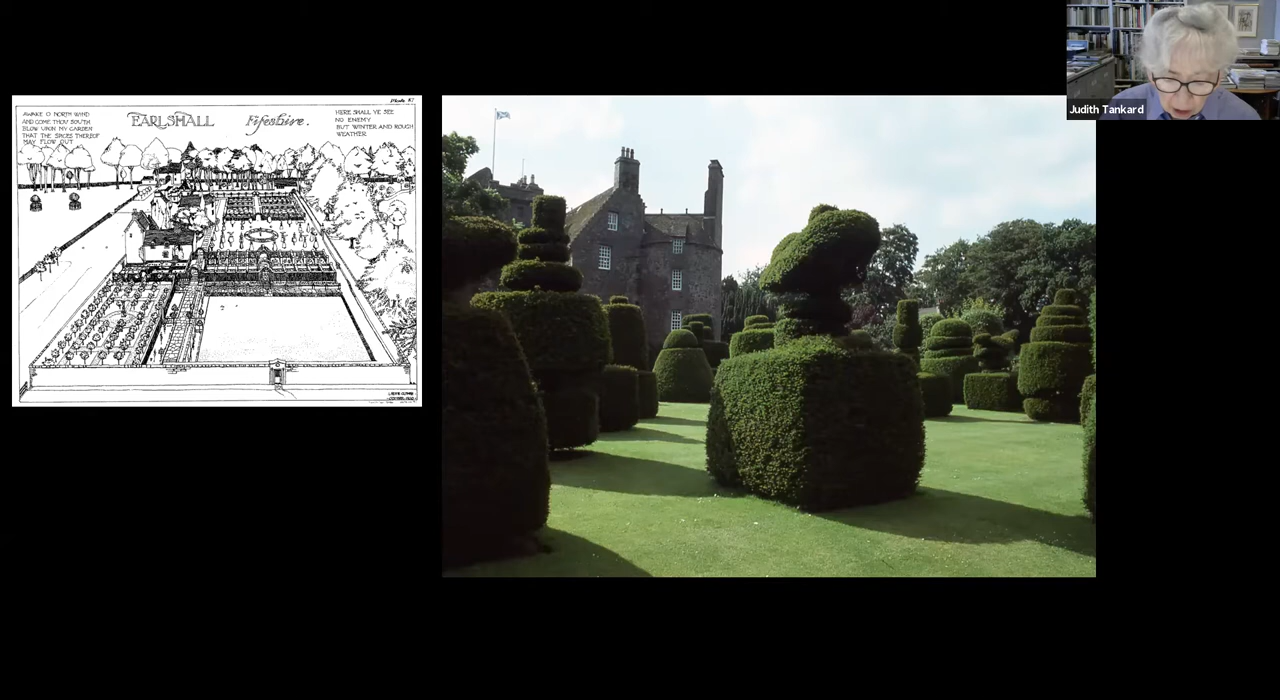 AWAKE O NORTH WIND
AND COME THOU SOUTH
BLOW UPON MY GARDEN
THAT THE SPICES THEREOF
MAY FLOW OUT
EARLSHALL Fifeshire.
HERE SHALL YE SEE
NO ENEMY
BUT WINTER AND ROUGH
WEATHER
Judith Tankard